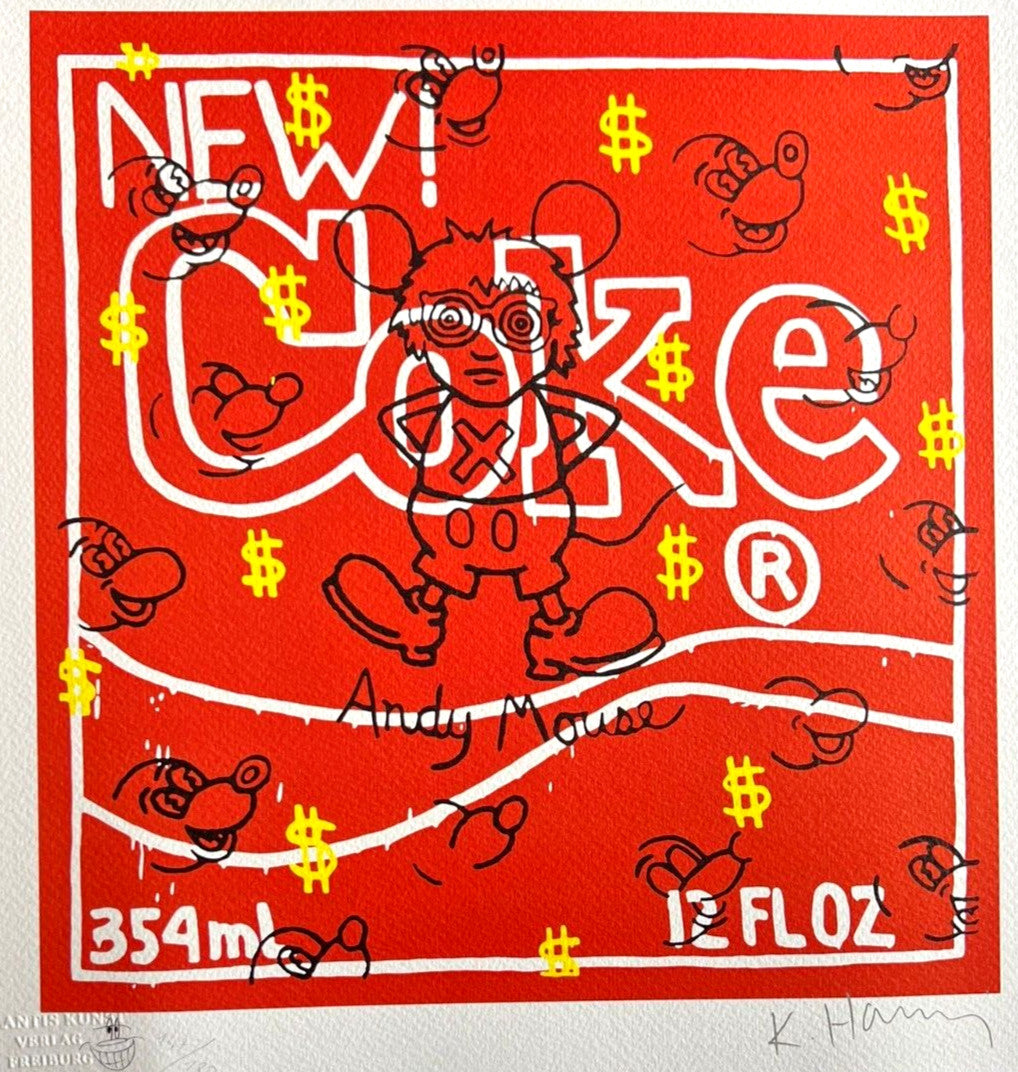 NEW!
Coke
®
Andy Mouse
354ml
12 FL OZ
ANTIS KUNST
VERLAG
FREIBURG
K Haring